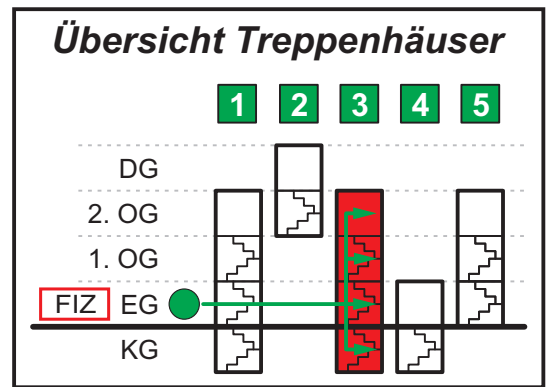 Übersicht Treppenhäuser
1 2 3 4 5
DG
2. OG
1. OG
FIZ EG
KG